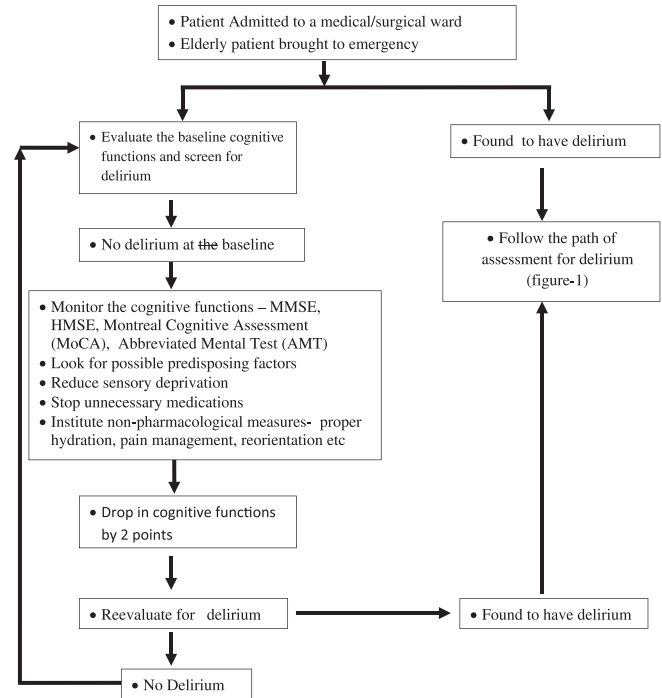 • Patient Admitted to a medical/surgical ward
• Elderly patient brought to emergency
• Evaluate the baseline cognitive
functions and screen for
delirium
• Found to have delirium
• No delirium at the baseline
• Follow the path of
assessment for delirium
(figure-1)
• Monitor the cognitive functions – MMSE,
HMSE, Montreal Cognitive Assessment
(MoCA), Abbreviated Mental Test (AMT)
• Look for possible predisposing factors
• Reduce sensory deprivation
• Stop unnecessary medications
• Institute non-pharmacological measures- proper
hydration, pain management, reorientation etc
• Drop in cognitive functions
by 2 points
• Reevaluate for delirium
• Found to have delirium
• No Delirium